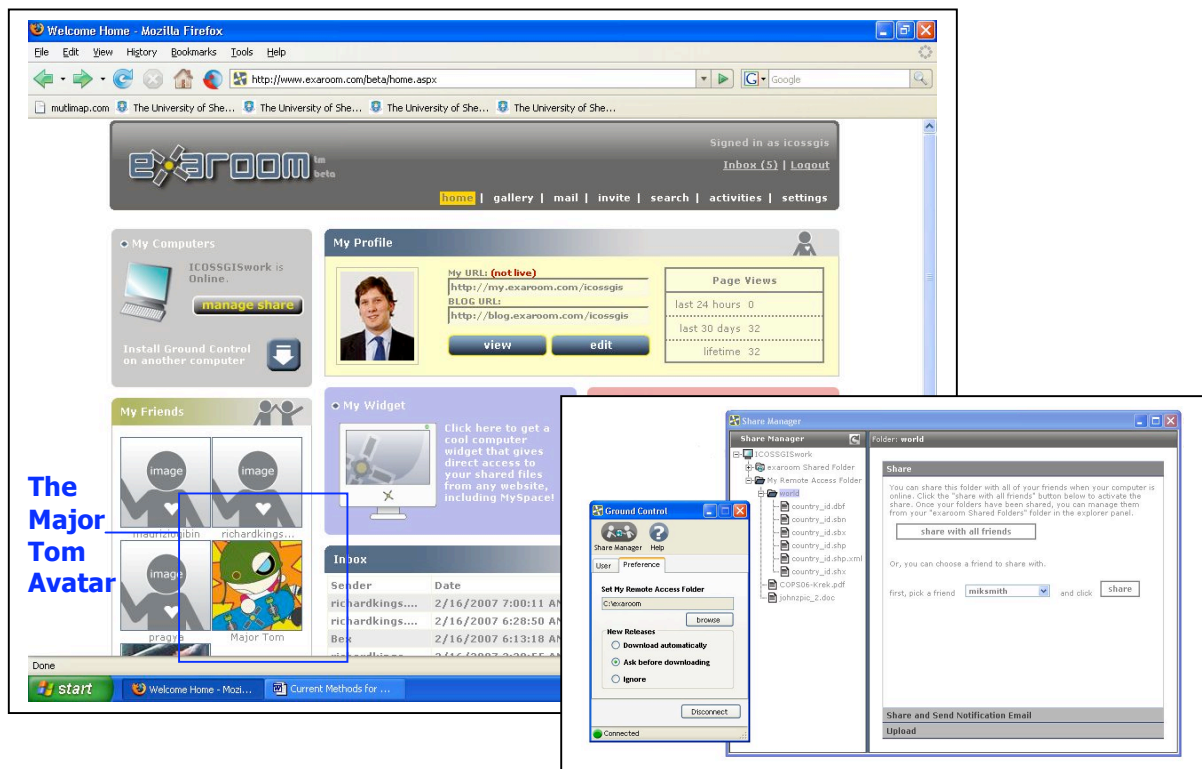 Welcome Home - Mozilla Firefox
File Edit View History Bookmarks Tools Help
http://www.exaroom.com/beta/home.aspx
Google
mutlimap.com The University of She... The University of She... The University of She... The University of She...
exaroom tm beta
Signed in as icossgis
Inbox (5) | Logout
home | gallery | mail | invite | search | activities | settings
My Computers
ICOSSGISwork is
Online.
manage share
Install Ground Control
on another computer
My Profile
My URL: (not live)
http://my.exaroom.com/icossgis
BLOG URL:
http://blog.exaroom.com/icossgis
view edit
Page Views
last 24 hours 0
last 30 days 32
lifetime 32
My Friends
image image
mauriziogibin richardkings...
image
pragya Major Tom
The
Major
Tom
Avatar
My Widget
Click here to get a
cool computer
widget that gives
direct access to
your shared files
from any website,
including MySpace!
Inbox
Sender Date
richardkings.... 2/16/2007 7:00:11 AM
richardkings.... 2/16/2007 6:28:50 AM
Bex 2/16/2007 6:13:18 AM
Done
start Welcome Home - Mozi... Current Methods for ...
Ground Control
Share Manager Help
User Preference
Set My Remote Access Folder
C:\exaroom
browse
New Releases
Download automatically
Ask before downloading
Ignore
Disconnect
Connected
Share Manager
Share Manager
ICOSSGISwork
exaroom Shared Folder
My Remote Access Folder
world
country_id.dbf
country_id.sbn
country_id.sbx
country_id.shp
country_id.shp.xml
country_id.shx
COPS06-Krek.pdf
johnzpic_2.doc
Folder: world
Share
You can share this folder with all of your friends when your computer is
online. Click the "share with all friends" button below to activate the
share. Once your folders have been shared, you can manage them
from your "exaroom Shared Folders" folder in the explorer panel.
share with all friends
Or, you can choose a friend to share with.
first, pick a friend miksmith and click share
Share and Send Notification Email
Upload